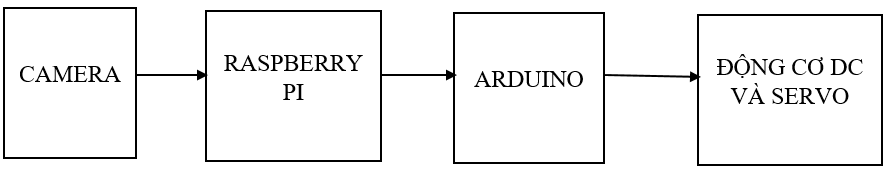 CAMERA
RASPBERRY
PI
ARDUINO
ĐỘNG CƠ DC
VÀ SERVO